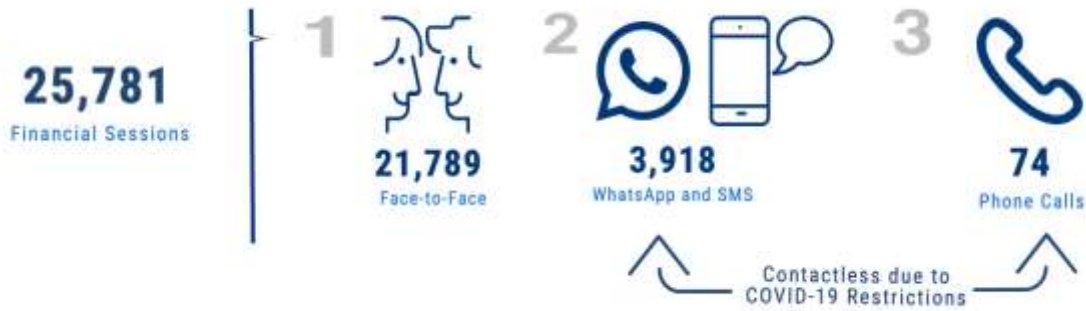 25,781
Financial Sessions
1
21,789
Face-to-Face
2
3,918
WhatsApp and SMS
3
74
Phone Calls
Contactless due to
COVID-19 Restrictions